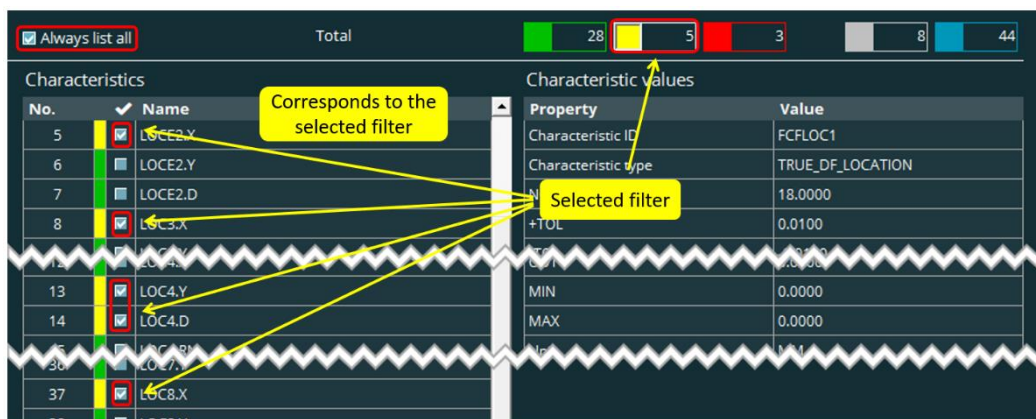 Always list all
Total
28
5
3
8
44
Characteristics
Characteristic values
No. Name
Property Value
Corresponds to the
selected filter
5 LOCE2.X
Characteristic ID FCFLOC1
6 LOCE2.Y
Characteristic type TRUE_DF_LOCATION
7 LOCE2.D
18.0000
Selected filter
8 LOC3.X
+TOL 0.0100
13 LOC4.Y
MIN 0.0000
14 LOC4.D
MAX 0.0000
37 LOC8.X